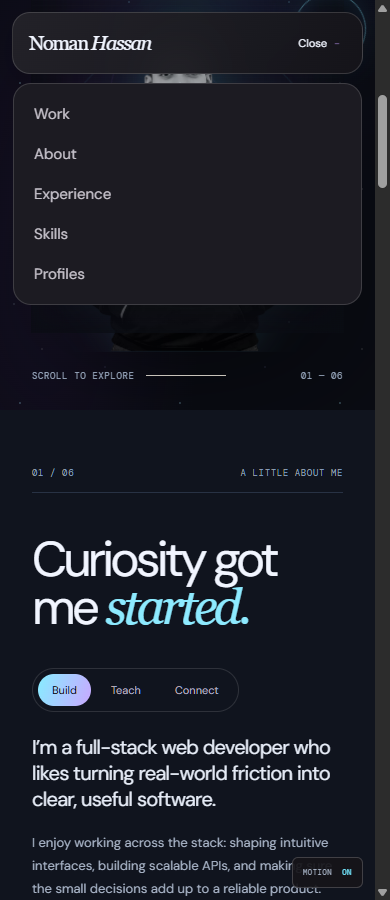 Noman Hassan
Close –
Work
About
Experience
Skills
Profiles
SCROLL TO EXPLORE
01 — 06
01 / 06
A LITTLE ABOUT ME
Curiosity got
me started.
Build Teach Connect
I’m a full-stack web developer who
likes turning real-world friction into
clear, useful software.
I enjoy working across the stack: shaping intuitive
interfaces, building scalable APIs, and making sure
the small decisions add up to a reliable product.
MOTION ON